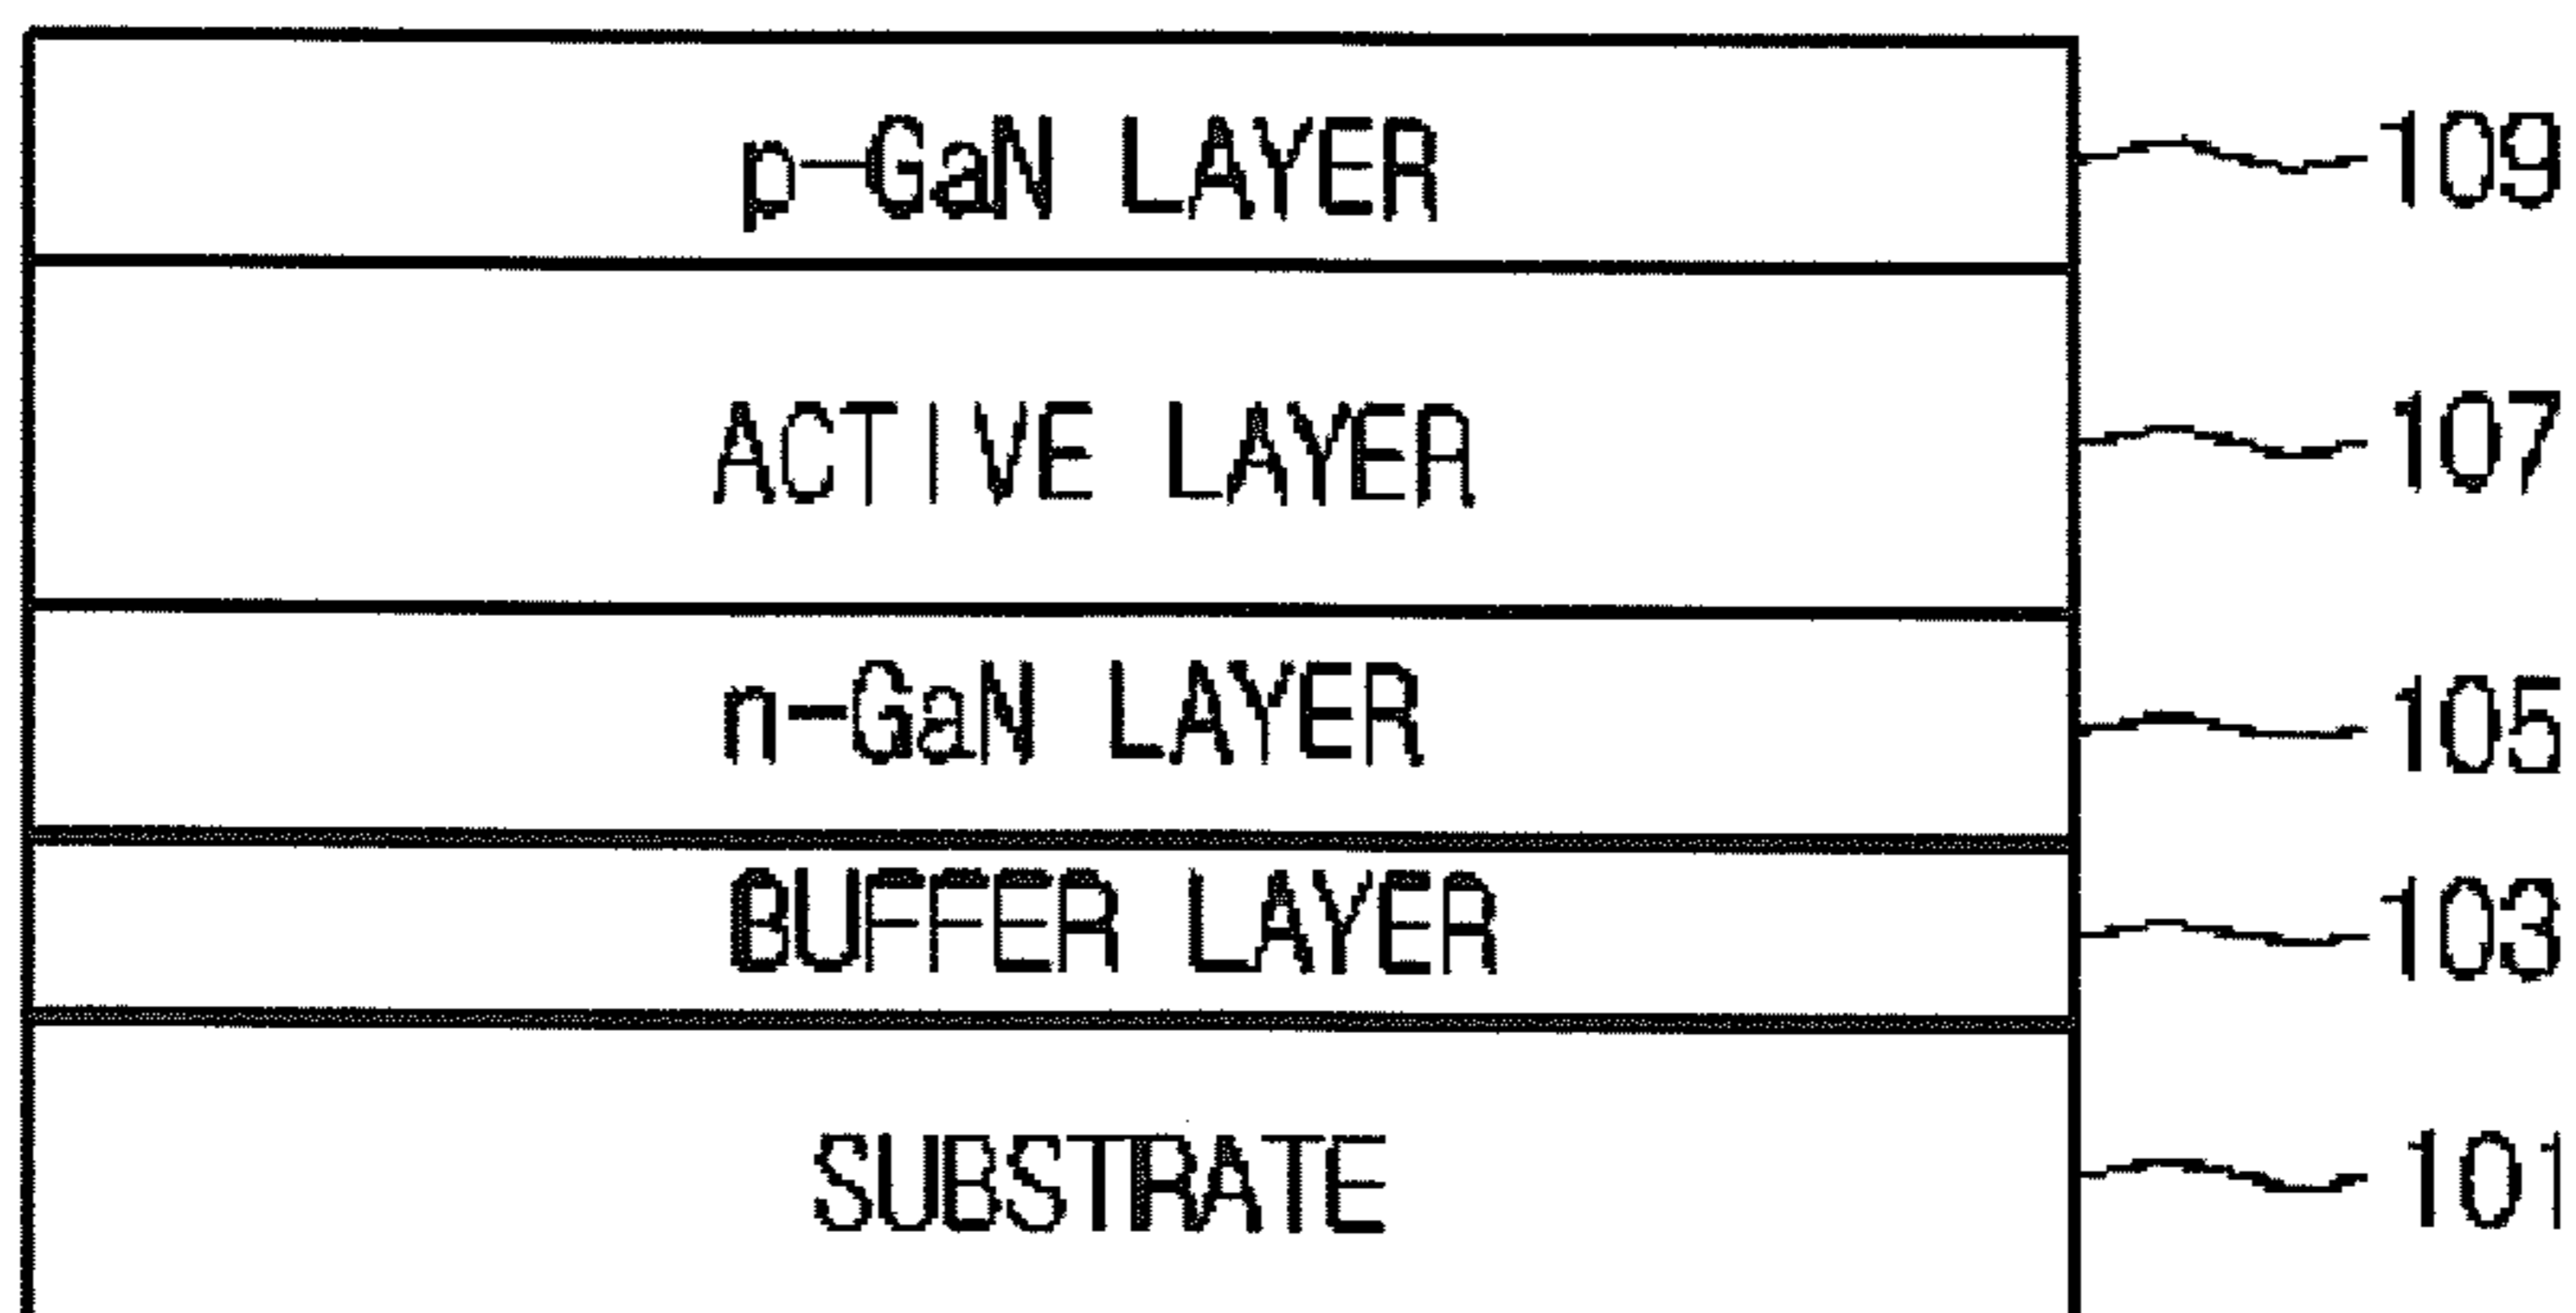 p-GaN LAYER 109
ACTIVE LAYER 107
n-GaN LAYER 105
BUFFER LAYER 103
SUBSTRATE 101